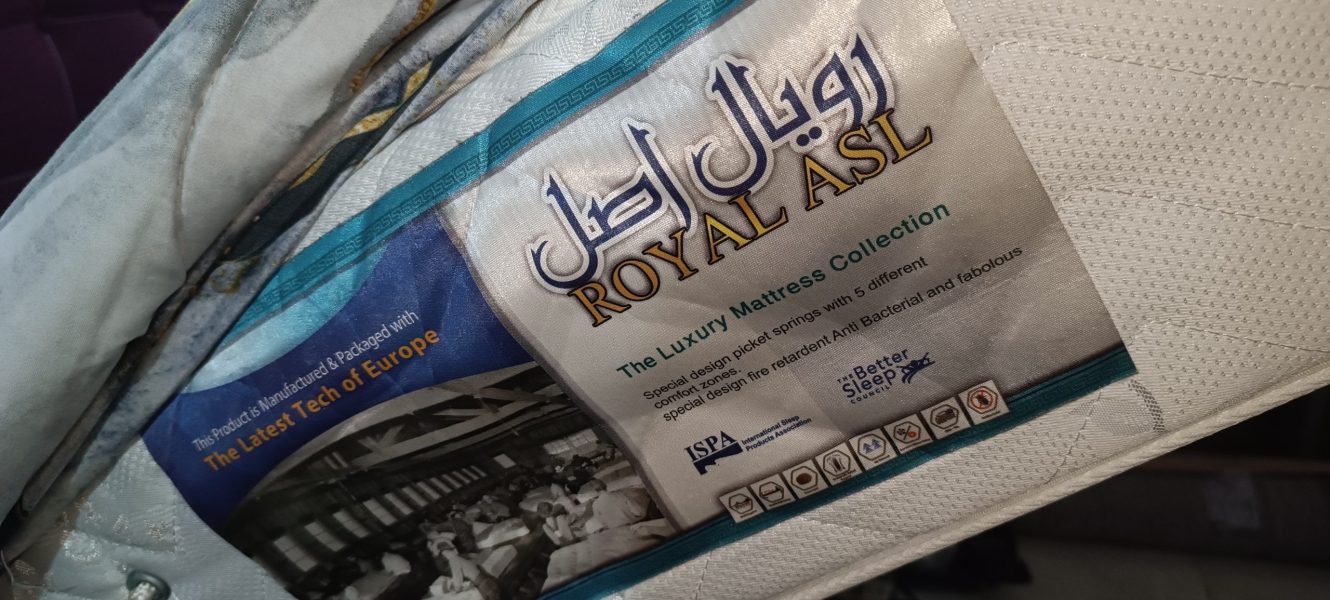 رويال اصل
ROYAL ASL
The Luxury Mattress Collection
Special design picket springs with 5 different
comfort zones.
special design fire retardent Anti Bacterial and fabolous
This Product is Manufactured & Packaged with
The Latest Tech of Europe
ISPA
International Sleep
Products Association
THE Better
Sleep
COUNCIL